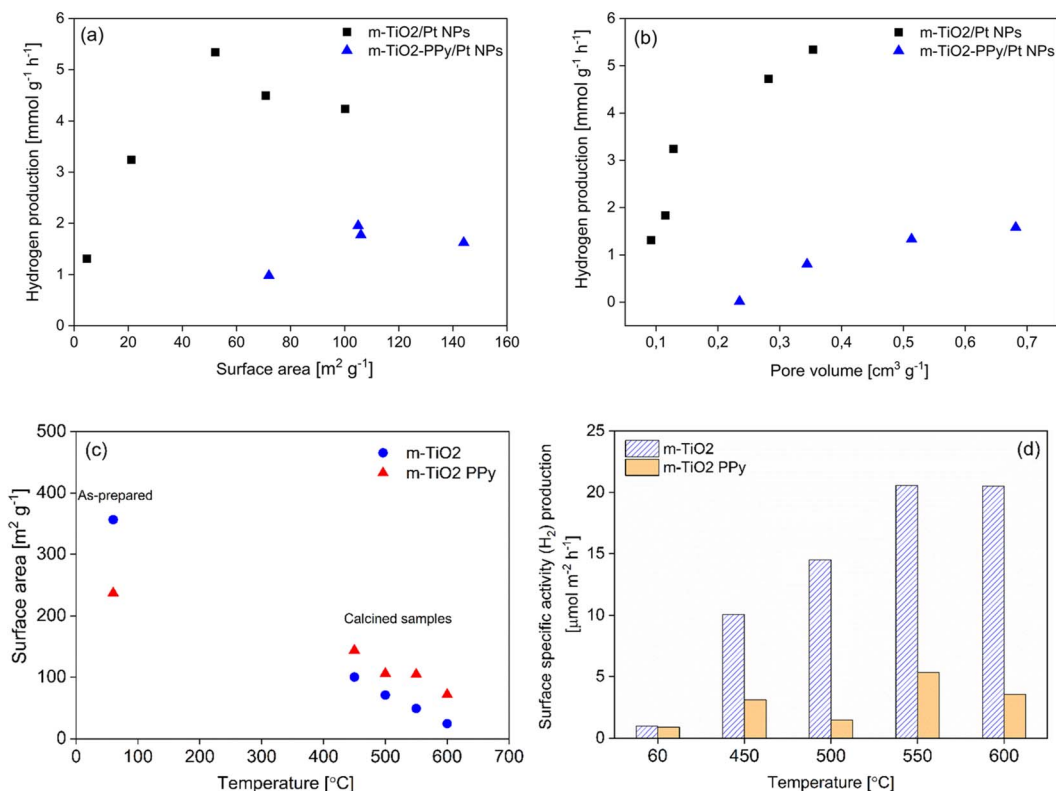 (a)
m-TiO2/Pt NPs
m-TiO2-PPy/Pt NPs
Hydrogen production [mmol g⁻¹ h⁻¹]
6
5
4
3
2
1
0
0 20 40 60 80 100 120 140 160
Surface area [m² g⁻¹]
(b)
m-TiO2/Pt NPs
m-TiO2-PPy/Pt NPs
Hydrogen production [mmol g⁻¹ h⁻¹]
6
5
4
3
2
1
0
0,1 0,2 0,3 0,4 0,5 0,6 0,7
Pore volume [cm³ g⁻¹]
(c)
m-TiO2
m-TiO2 PPy
As-prepared
Calcined samples
Surface area [m² g⁻¹]
500
400
300
200
100
0
0 100 200 300 400 500 600 700
Temperature [°C]
(d)
m-TiO2
m-TiO2 PPy
Surface specific activity (H₂) production
[µmol m⁻² h⁻¹]
25
20
15
10
5
0
60 450 500 550 600
Temperature [°C]